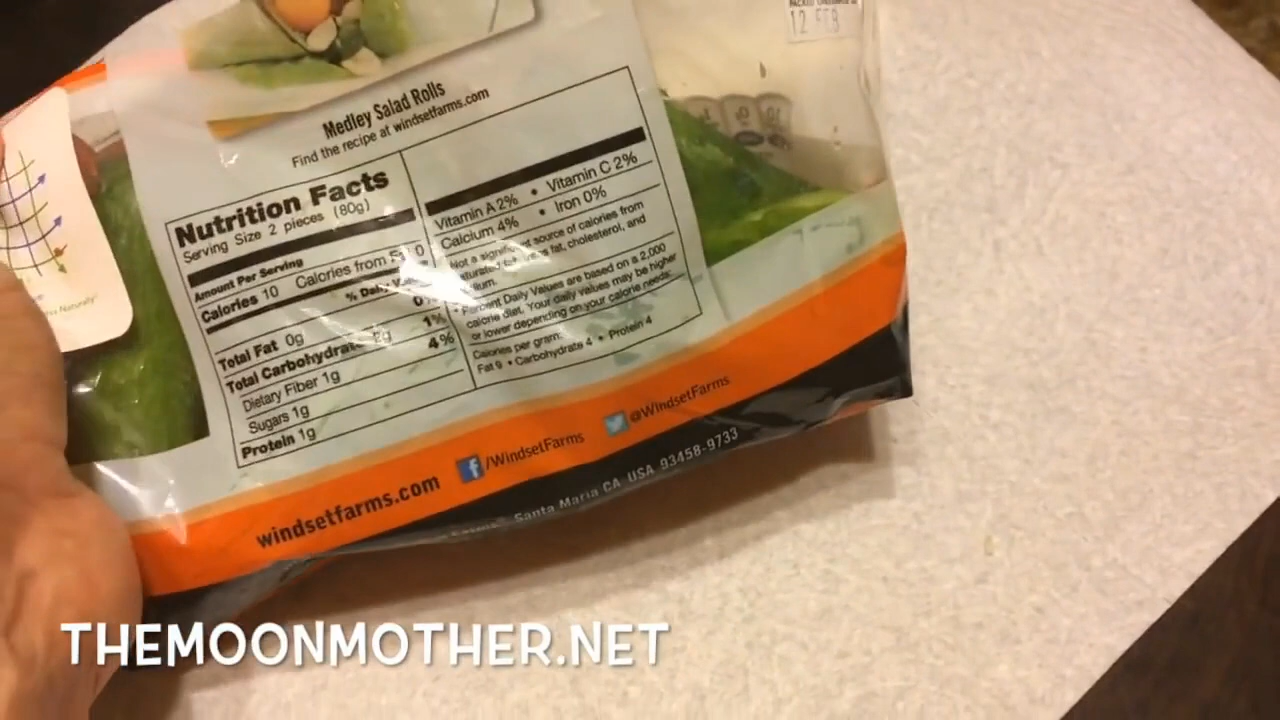 12 FEB
Medley Salad Rolls
Find the recipe at windsetfarms.com
Nutrition Facts
Serving Size 2 pieces (80g)
Amount Per Serving
Calories 10 Calories from 0
% Daily
Total Fat 0g 0%
Total Carbohydrate 2g 1%
Dietary Fiber 1g 4%
Sugars 1g
Protein 1g
Vitamin A 2% • Vitamin C 2%
Calcium 4% • Iron 0%
Not a significant source of calories from
fat, cholesterol, and
* Percent Daily Values are based on a 2,000
calorie diet. Your daily values may be higher
or lower depending on your calorie needs:
Calories per gram:
Fat 9 • Carbohydrate 4 • Protein 4
windsetfarms.com
/WindsetFarms
@WindsetFarms
Santa Maria CA USA 93458-9733
THEMOONMOTHER.NET